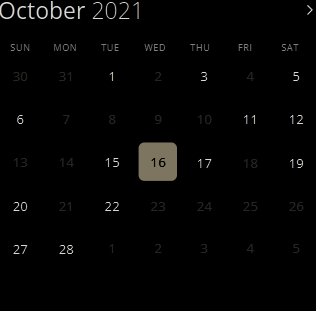 October 2021
SUN MON TUE WED THU FRI SAT
30 31 1 2 3 4 5
6 7 8 9 10 11 12
13 14 15 16 17 18 19
20 21 22 23 24 25 26
27 28 1 2 3 4 5